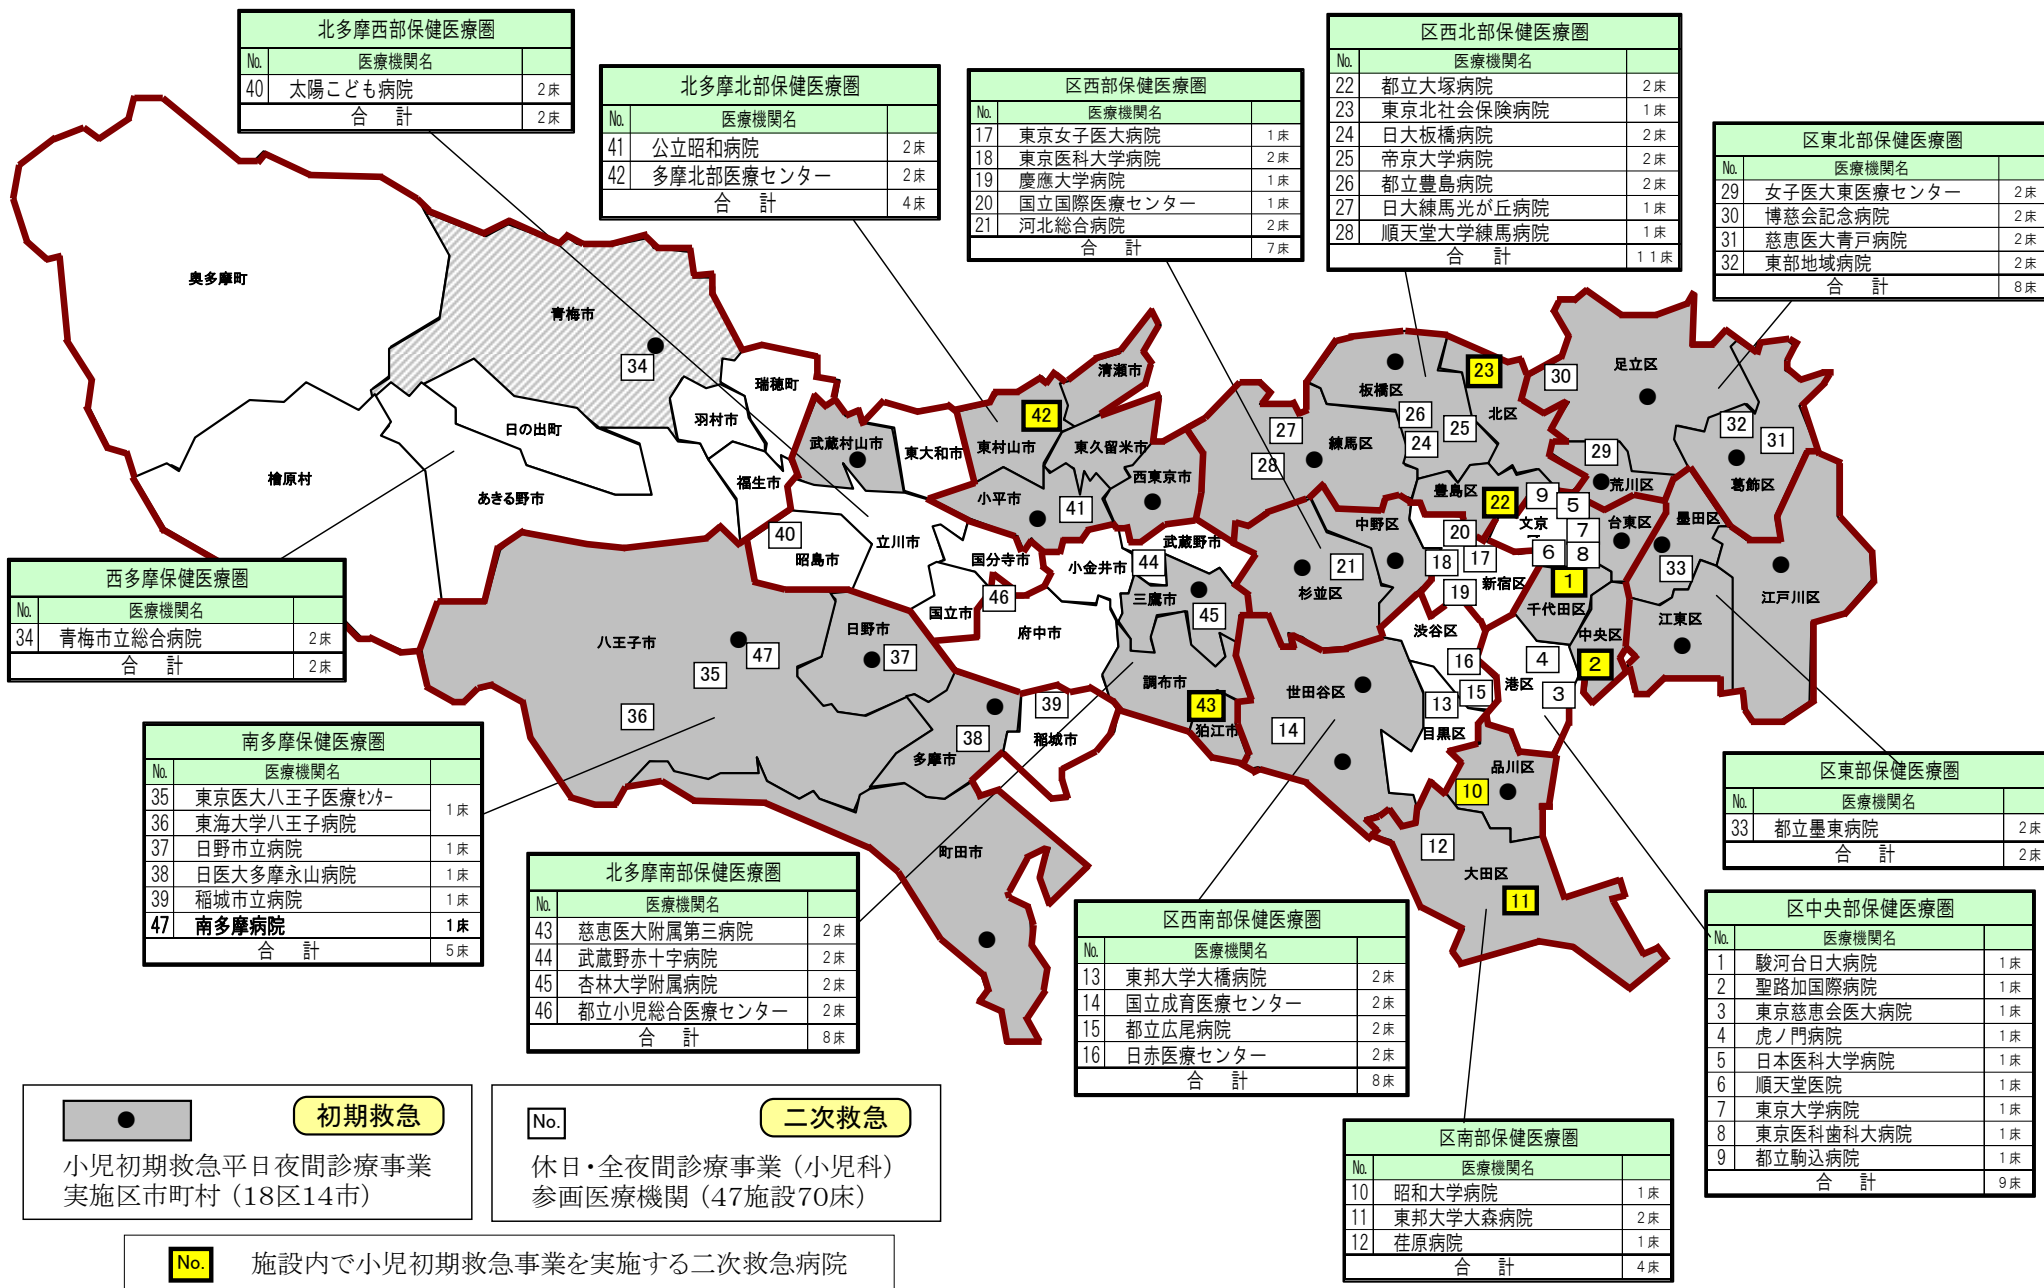 北多摩西部保健医療圏
No. 医療機関名
40 太陽こども病院 2床
合　計 2床
北多摩北部保健医療圏
No. 医療機関名
41 公立昭和病院 2床
42 多摩北部医療センター 2床
合　計 4床
区西部保健医療圏
No. 医療機関名
17 東京女子医大病院 1床
18 東京医科大学病院 2床
19 慶應大学病院 1床
20 国立国際医療センター 1床
21 河北総合病院 2床
合　計 7床
区西北部保健医療圏
No. 医療機関名
22 都立大塚病院 2床
23 東京北社会保険病院 1床
24 日大板橋病院 2床
25 帝京大学病院 2床
26 都立豊島病院 2床
27 日大練馬光が丘病院 1床
28 順天堂大学練馬病院 1床
合　計 11床
区東北部保健医療圏
No. 医療機関名
29 女子医大東医療センター 2床
30 博慈会記念病院 2床
31 慈恵医大青戸病院 2床
32 東部地域病院 2床
合　計 8床
奥多摩町
青梅市
34
瑞穂町
羽村市
日の出町
檜原村
あきる野市
福生市
武蔵村山市
東大和市
東村山市
42
清瀬市
東久留米市
小平市
41
西東京市
40
昭島市
立川市
国分寺市
国立市
46
小金井市
武蔵野市
44
三鷹市
45
府中市
調布市
43
狛江市
八王子市
47
35
36
日野市
37
多摩市
38
39
稲城市
町田市
板橋区
23
北区
26
24
25
27
練馬区
28
豊島区
22
9
5
文京
7
6
8
1
足立区
30
32
31
29
荒川区
葛飾区
台東区
墨田区
33
江戸川区
江東区
中野区
20
18
17
新宿区
19
杉並区
21
千代田区
中央区
2
渋谷区
16
15
4
3
港区
13
目黒区
世田谷区
14
品川区
10
12
大田区
11
西多摩保健医療圏
No. 医療機関名
34 青梅市立総合病院 2床
合　計 2床
南多摩保健医療圏
No. 医療機関名
35 東京医大八王子医療ｾﾝﾀｰ 1床
36 東海大学八王子病院
37 日野市立病院 1床
38 日医大多摩永山病院 1床
39 稲城市立病院 1床
47 南多摩病院 1床
合　計 5床
北多摩南部保健医療圏
No. 医療機関名
43 慈恵医大附属第三病院 2床
44 武蔵野赤十字病院 2床
45 杏林大学附属病院 2床
46 都立小児総合医療センター 2床
合　計 8床
区西南部保健医療圏
No. 医療機関名
13 東邦大学大橋病院 2床
14 国立成育医療センター 2床
15 都立広尾病院 2床
16 日赤医療センター 2床
合　計 8床
区東部保健医療圏
No. 医療機関名
33 都立墨東病院 2床
合　計 2床
区中央部保健医療圏
No. 医療機関名
1 駿河台日大病院 1床
2 聖路加国際病院 1床
3 東京慈恵会医大病院 1床
4 虎ノ門病院 1床
5 日本医科大学病院 1床
6 順天堂医院 1床
7 東京大学病院 1床
8 東京医科歯科大病院 1床
9 都立駒込病院 1床
合　計 9床
区南部保健医療圏
No. 医療機関名
10 昭和大学病院 1床
11 東邦大学大森病院 2床
12 荏原病院 1床
合　計 4床
初期救急
小児初期救急平日夜間診療事業
実施区市町村（18区14市）
No. 二次救急
休日・全夜間診療事業（小児科）
参画医療機関（47施設70床）
No. 施設内で小児初期救急事業を実施する二次救急病院